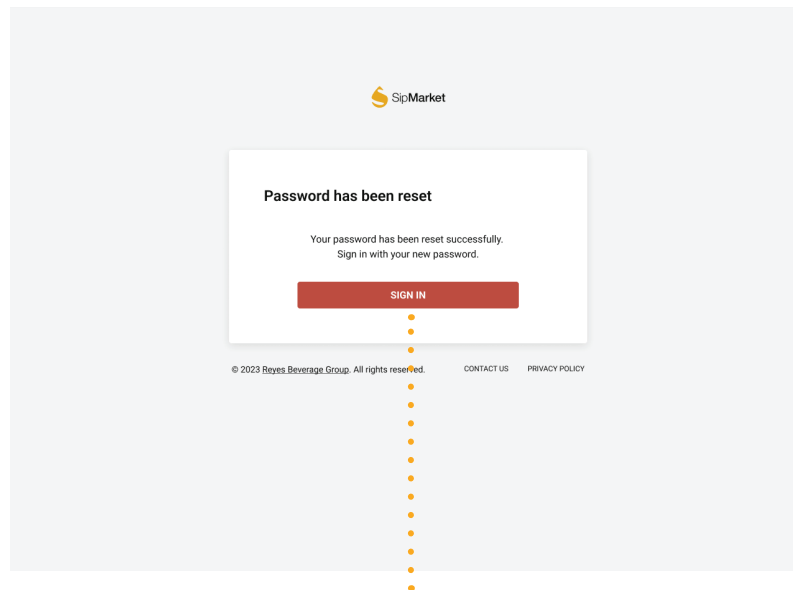 SipMarket
Password has been reset
Your password has been reset successfully.
Sign in with your new password.
SIGN IN
© 2023 Reyes Beverage Group. All rights reserved. CONTACT US PRIVACY POLICY